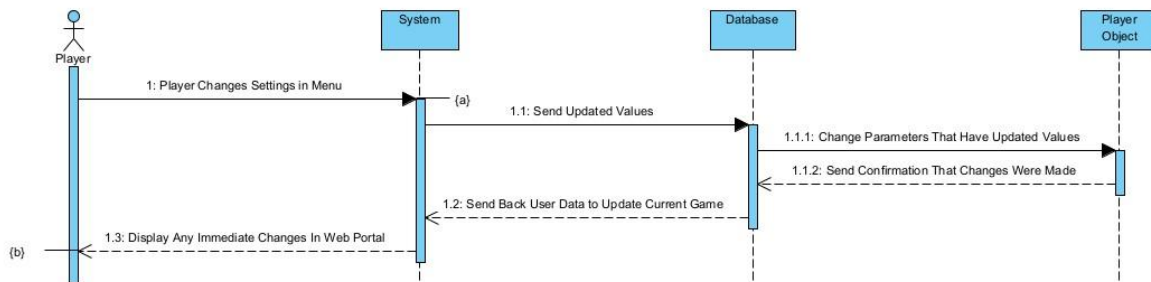 System
Database
Player
Object
Player
1: Player Changes Settings in Menu
{a}
1.1: Send Updated Values
1.1.1: Change Parameters That Have Updated Values
1.1.2: Send Confirmation That Changes Were Made
1.2: Send Back User Data to Update Current Game
1.3: Display Any Immediate Changes In Web Portal
{b}